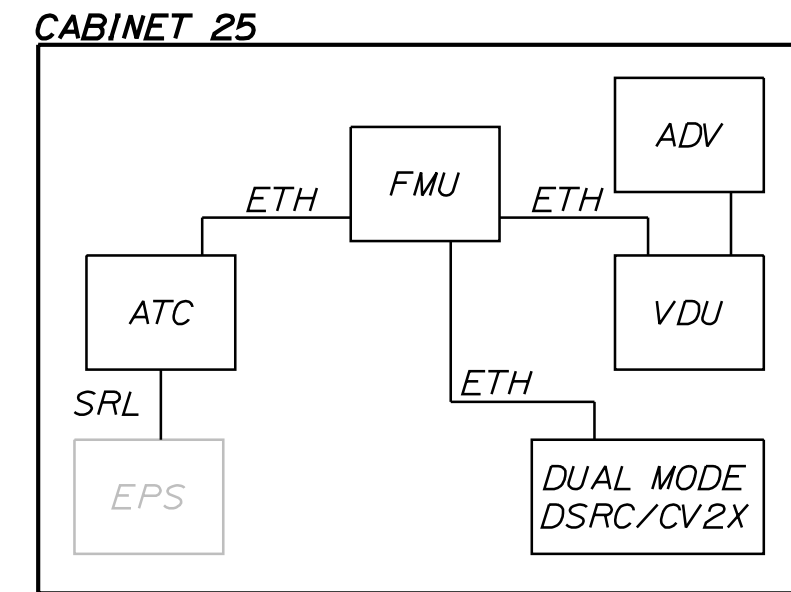 CABINET 25
ADV
FMU
ETH
ETH
ATC
VDU
ETH
SRL
EPS
DUAL MODE
DSRC/CV2X